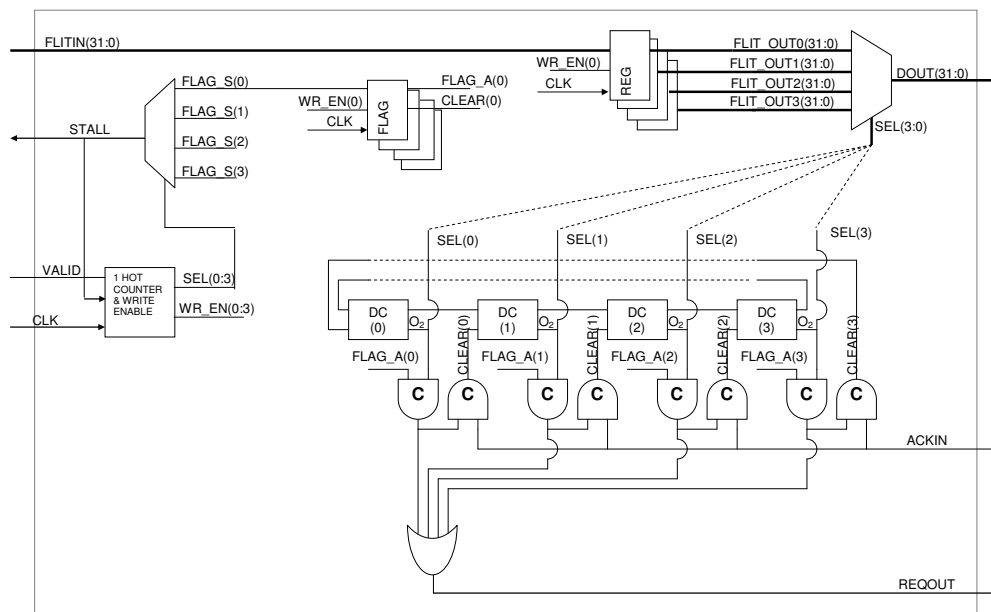 FLITIN(31:0)
FLAG_S(0)
FLAG_S(1)
STALL
FLAG_S(2)
FLAG_S(3)
WR_EN(0)
CLK
FLAG
FLAG_A(0)
CLEAR(0)
WR_EN(0)
CLK
REG
FLIT_OUT0(31:0)
FLIT_OUT1(31:0)
FLIT_OUT2(31:0)
FLIT_OUT3(31:0)
DOUT(31:0)
SEL(3:0)
VALID
CLK
1 HOT
COUNTER
& WRITE
ENABLE
SEL(0:3)
WR_EN(0:3)
SEL(0)
SEL(1)
SEL(2)
SEL(3)
DC
(0)
O2
DC
(1)
O2
DC
(2)
O2
DC
(3)
O2
FLAG_A(0)
CLEAR(0)
FLAG_A(1)
CLEAR(1)
FLAG_A(2)
CLEAR(2)
FLAG_A(3)
CLEAR(3)
C
C
C
C
C
C
C
C
ACKIN
REQOUT